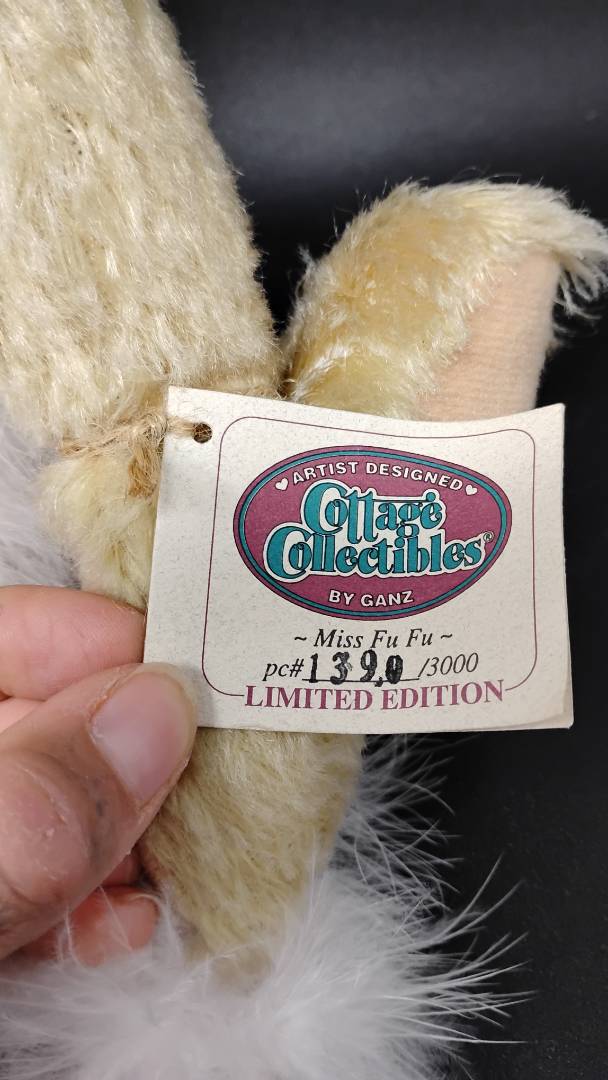 ARTIST DESIGNED
Cottage
Collectibles®
BY GANZ
~ Miss Fu Fu ~
pc# 1390 /3000
LIMITED EDITION